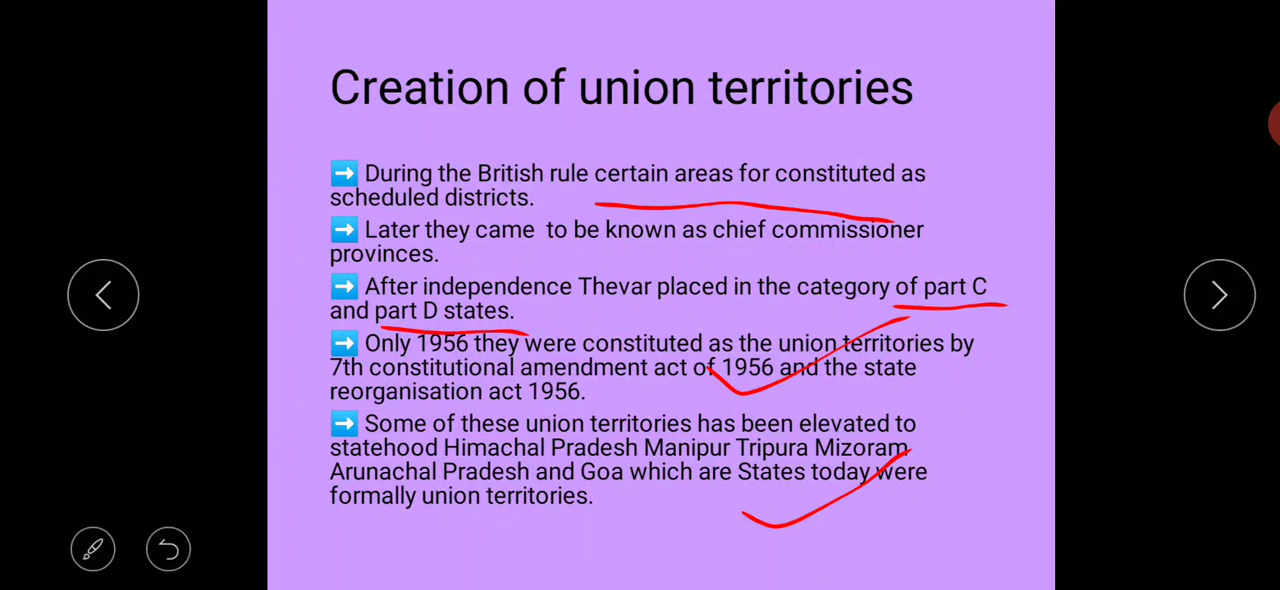 Creation of union territories
➡ During the British rule certain areas for constituted as
scheduled districts.
➡ Later they came  to be known as chief commissioner
provinces.
➡ After independence Thevar placed in the category of part C
and part D states.
➡ Only 1956 they were constituted as the union territories by
7th constitutional amendment act of 1956 and the state
reorganisation act 1956.
➡ Some of these union territories has been elevated to
statehood Himachal Pradesh Manipur Tripura Mizoram
Arunachal Pradesh and Goa which are States today were
formally union territories.